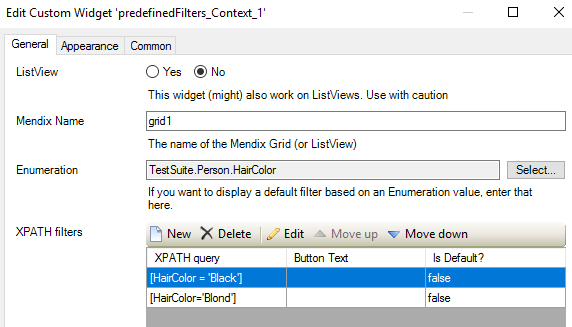 Edit Custom Widget 'predefinedFilters_Context_1'
General Appearance Common
ListView Yes No
This widget (might) also work on ListViews. Use with caution
Mendix Name grid1
The name of the Mendix Grid (or ListView)
Enumeration TestSuite.Person.HairColor Select...
If you want to display a default filter based on an Enumeration value, enter that
here.
XPATH filters New Delete Edit Move up Move down
XPATH query Button Text Is Default?
[HairColor = 'Black'] false
[HairColor='Blond'] false